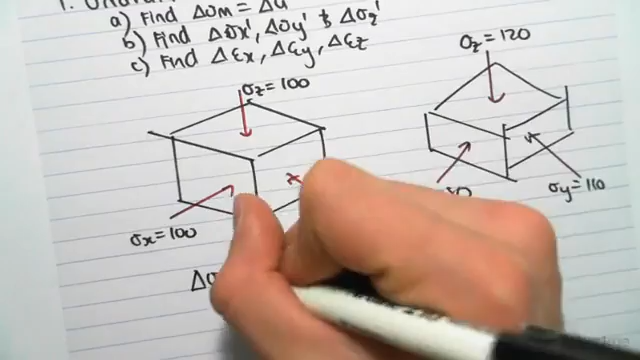 a) Find Δσm = Δu
b) Find Δσx', Δσy' & Δσz'
c) Find Δεx, Δεy, Δεz
σz = 120
σz = 100
σy = 110
σx = 100